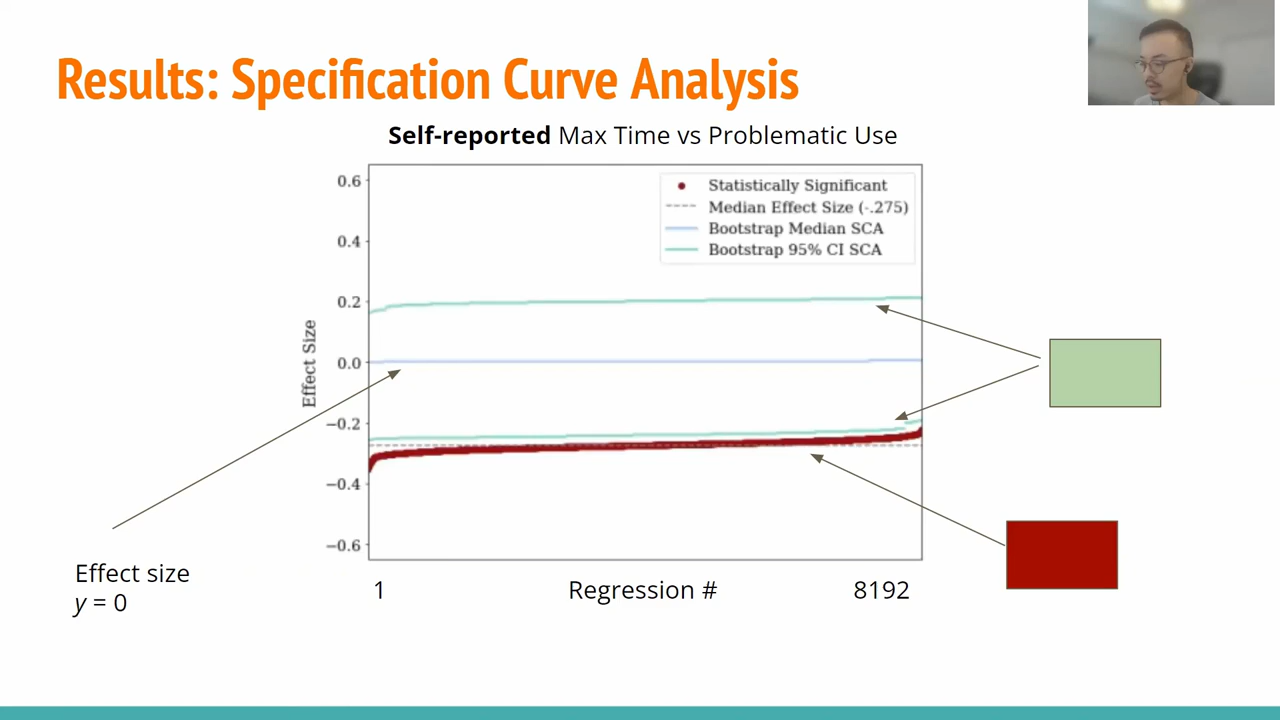 Results: Specification Curve Analysis
Self-reported Max Time vs Problematic Use
Statistically Significant
Median Effect Size (-.275)
Bootstrap Median SCA
Bootstrap 95% CI SCA
Effect Size
0.6
0.4
0.2
0.0
−0.2
−0.4
−0.6
1
Regression #
8192
Effect size
y = 0